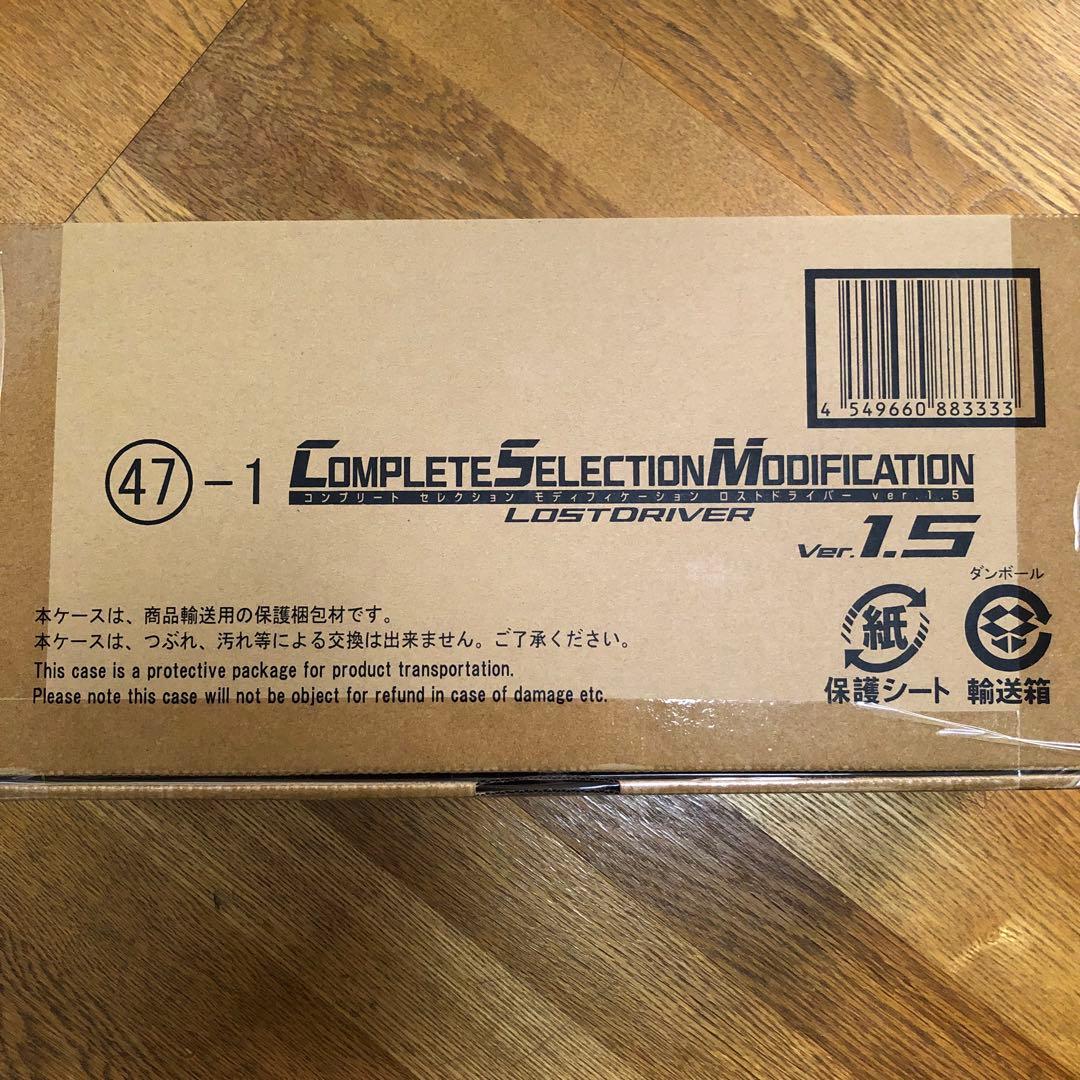 4 549660 883333
㊼-1 COMPLETE SELECTION MODIFICATION
コンプリート セレクション モディフィケーション ロストドライバー ver.1.5
LOSTDRIVER
Ver.1.5
本ケースは、商品輸送用の保護梱包材です。
本ケースは、つぶれ、汚れ等による交換は出来ません。ご了承ください。
This case is a protective package for product transportation.
Please note this case will not be object for refund in case of damage etc.
紙
保護シート
ダンボール
輸送箱